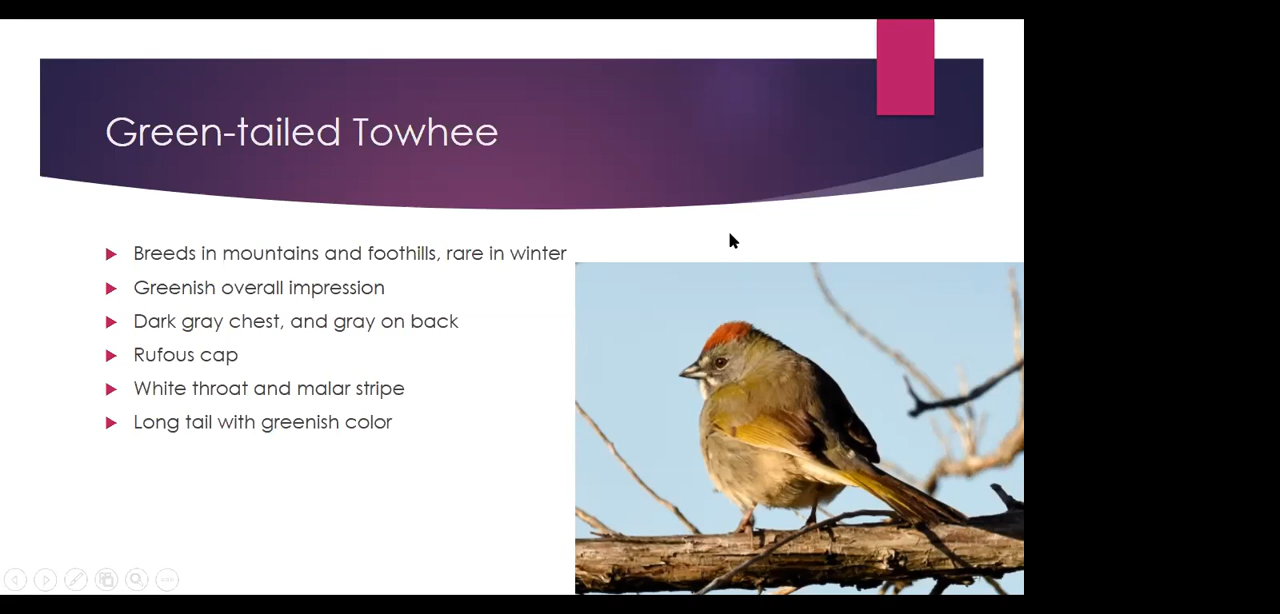 Green-tailed Towhee
Breeds in mountains and foothills, rare in winter
Greenish overall impression
Dark gray chest, and gray on back
Rufous cap
White throat and malar stripe
Long tail with greenish color